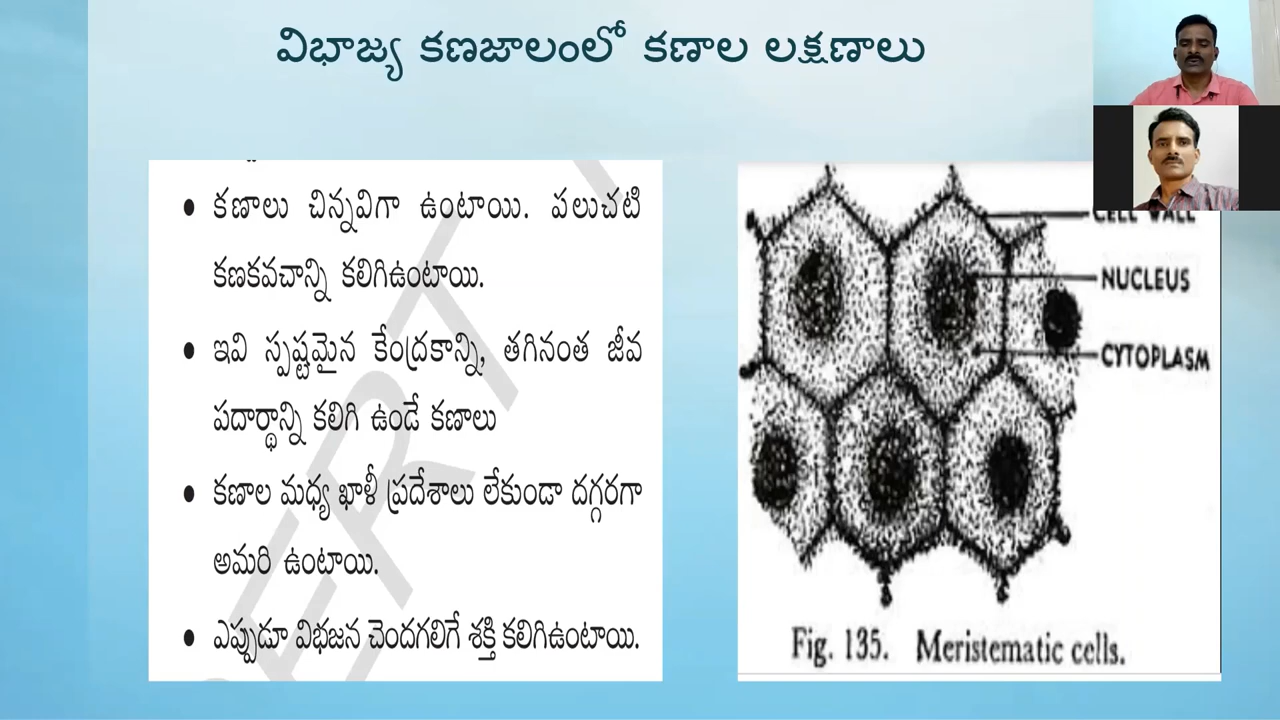 విభాజ్య కణజాలంలో కణాల లక్షణాలు
• కణాలు చిన్నవిగా ఉంటాయి. పలుచటి
కణకవచాన్ని కలిగిఉంటాయి.
• ఇవి స్పష్టమైన కేంద్రకాన్ని, తగినంత జీవ
పదార్థాన్ని కలిగి ఉండే కణాలు
• కణాల మధ్య ఖాళీ ప్రదేశాలు లేకుండా దగ్గరగా
అమరి ఉంటాయి.
• ఎప్పుడూ విభజన చెందగలిగే శక్తి కలిగిఉంటాయి.
CELL WALL
NUCLEUS
CYTOPLASM
Fig. 135. Meristematic cells.